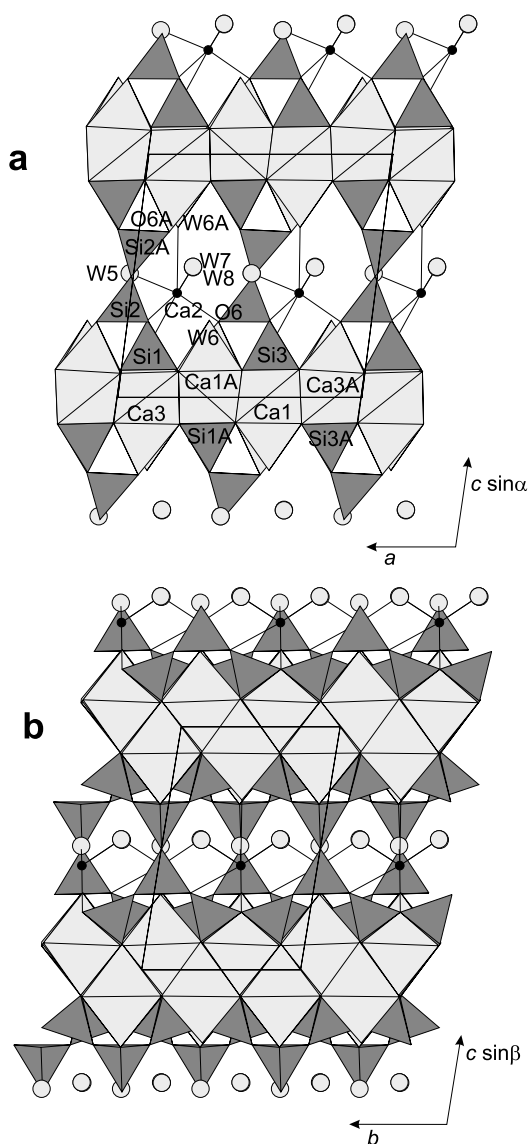 a
O6A
W6A
Si2A
W5
W7
W8
Si2
Ca2
O6
W6
Si1
Si3
Ca1A
Ca3A
Ca3
Ca1
Si1A
Si3A
c sinα
a
b
c sinβ
b